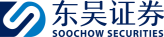 东吴证券
SOOCHOW SECURITIES